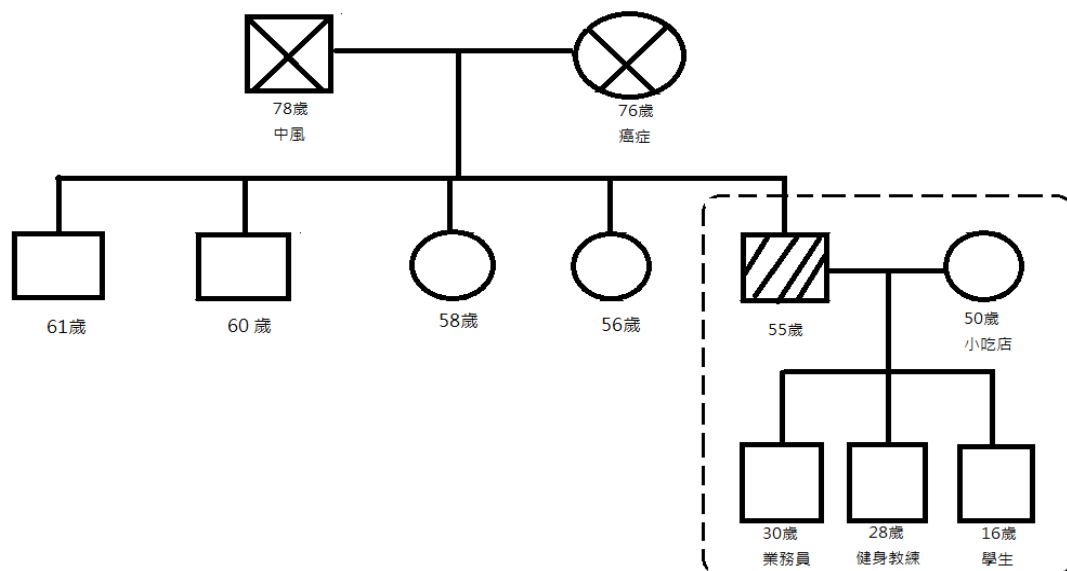 78歲
中風
76歲
癌症
61歲
60 歲
58歲
56歲
55歲
50歲
小吃店
30歲
業務員
28歲
健身教練
16歲
學生